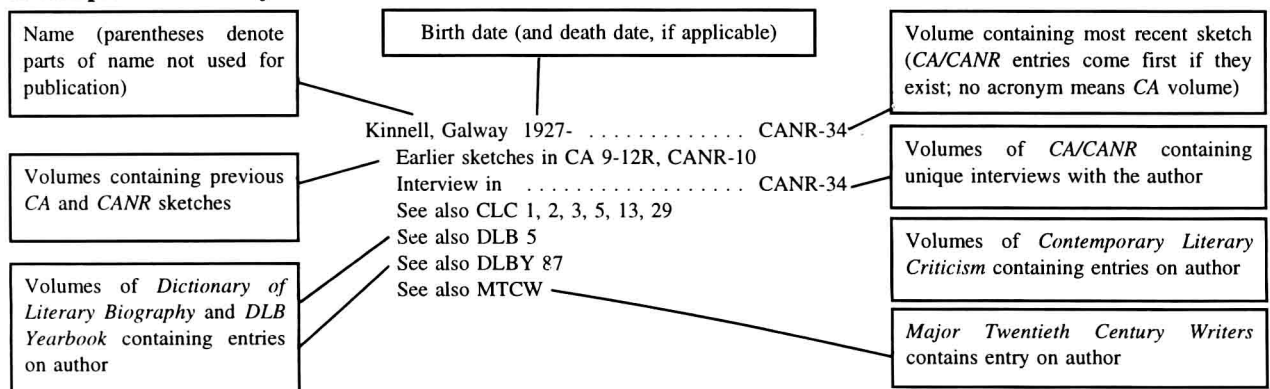 Name (parentheses denote
parts of name not used for
publication)
Birth date (and death date, if applicable)
Volume containing most recent sketch
(CA/CANR entries come first if they
exist; no acronym means CA volume)
Kinnell, Galway 1927- . . . . . . . . . . . . . . CANR-34
Earlier sketches in CA 9-12R, CANR-10
Interview in . . . . . . . . . . . . . . . . . . CANR-34
See also CLC 1, 2, 3, 5, 13, 29
See also DLB 5
See also DLBY 87
See also MTCW
Volumes containing previous
CA and CANR sketches
Volumes of CA/CANR containing
unique interviews with the author
Volumes of Dictionary of
Literary Biography and DLB
Yearbook containing entries
on author
Volumes of Contemporary Literary
Criticism containing entries on author
Major Twentieth Century Writers
contains entry on author